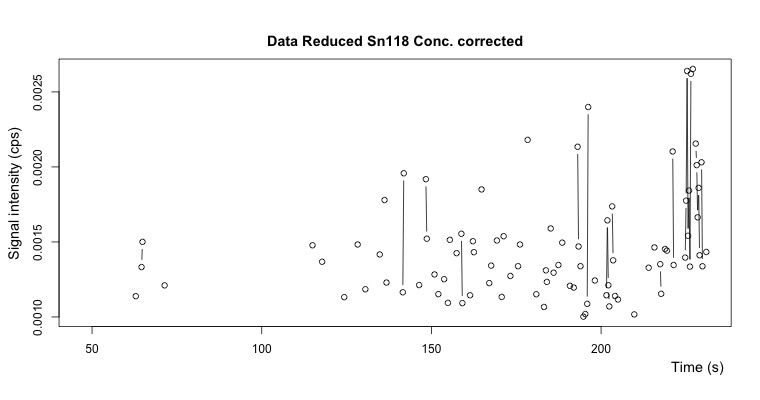 Data Reduced Sn118 Conc. corrected
Signal intensity (cps)
0.0025
0.0020
0.0015
0.0010
50 100 150 200
Time (s)